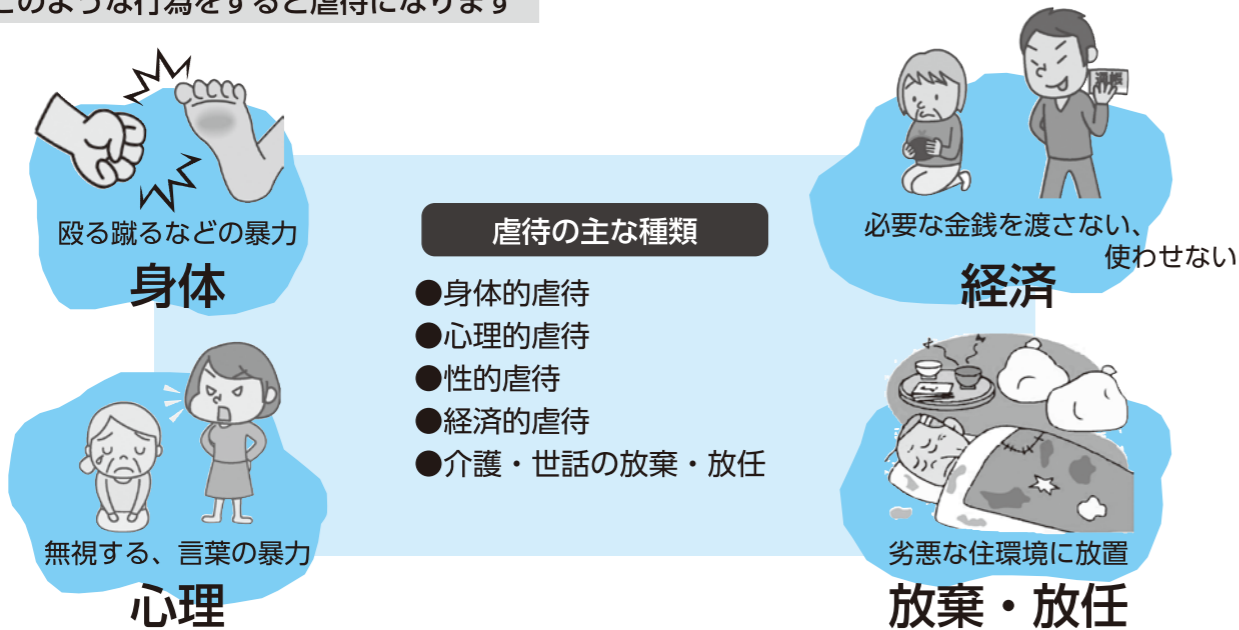 このような行為をすると虐待になります
殴る蹴るなどの暴力
身体
通帳
必要な金銭を渡さない、
使わせない
経済
虐待の主な種類
●身体的虐待
●心理的虐待
●性的虐待
●経済的虐待
●介護・世話の放棄・放任
無視する、言葉の暴力
心理
劣悪な住環境に放置
放棄・放任